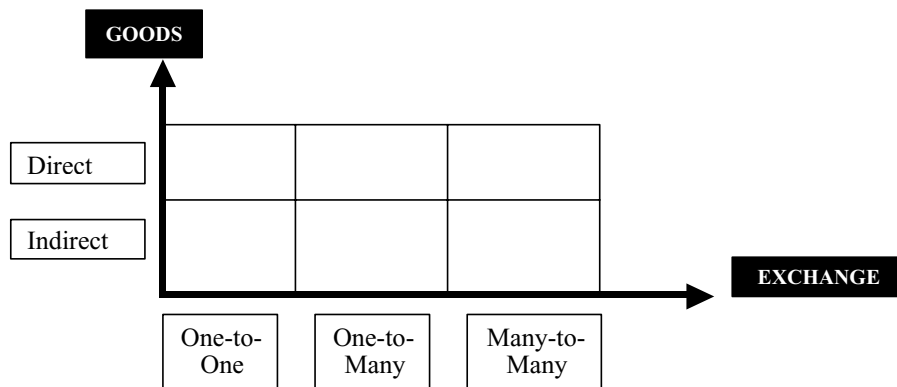 GOODS
Direct
Indirect
EXCHANGE
One-to-
One
One-to-
Many
Many-to-
Many